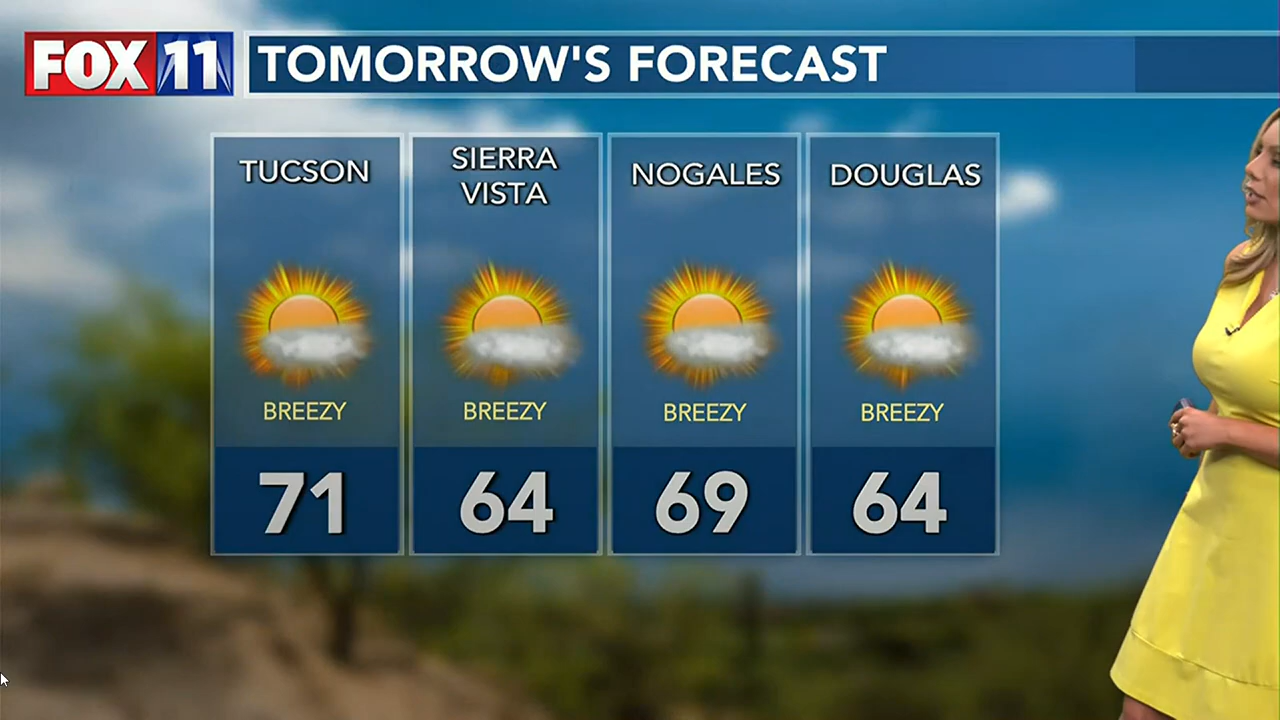 FOX 11
TOMORROW'S FORECAST
TUCSON
SIERRA
VISTA
NOGALES
DOUGLAS
BREEZY
BREEZY
BREEZY
BREEZY
71
64
69
64